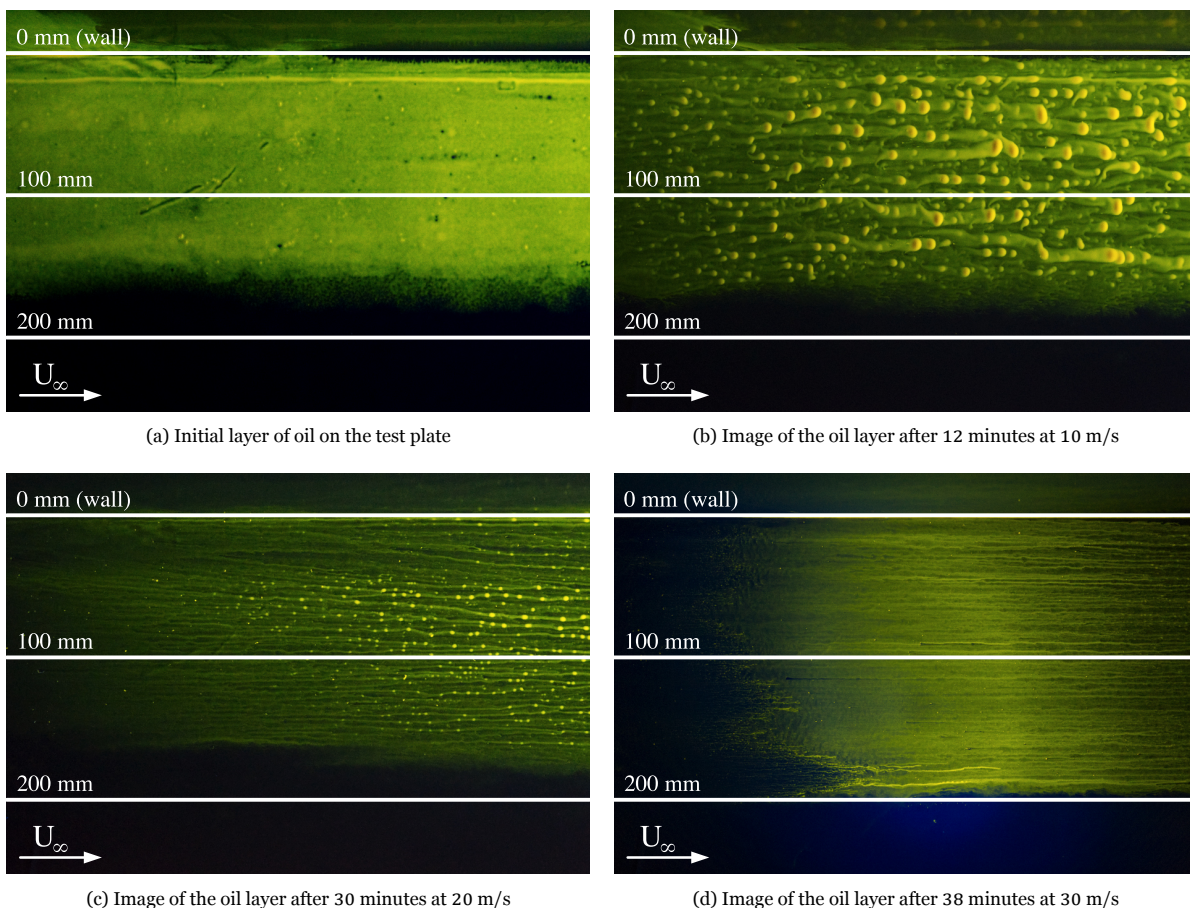 0 mm (wall)
100 mm
200 mm
U∞
(a) Initial layer of oil on the test plate
0 mm (wall)
100 mm
200 mm
U∞
(b) Image of the oil layer after 12 minutes at 10 m/s
0 mm (wall)
100 mm
200 mm
U∞
(c) Image of the oil layer after 30 minutes at 20 m/s
0 mm (wall)
100 mm
200 mm
U∞
(d) Image of the oil layer after 38 minutes at 30 m/s